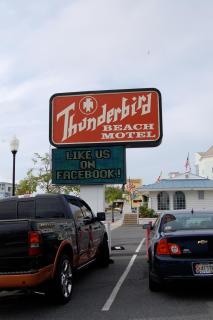 Thunderbird
BEACH
MOTEL
LIKE US
ON
FACEBOOK!